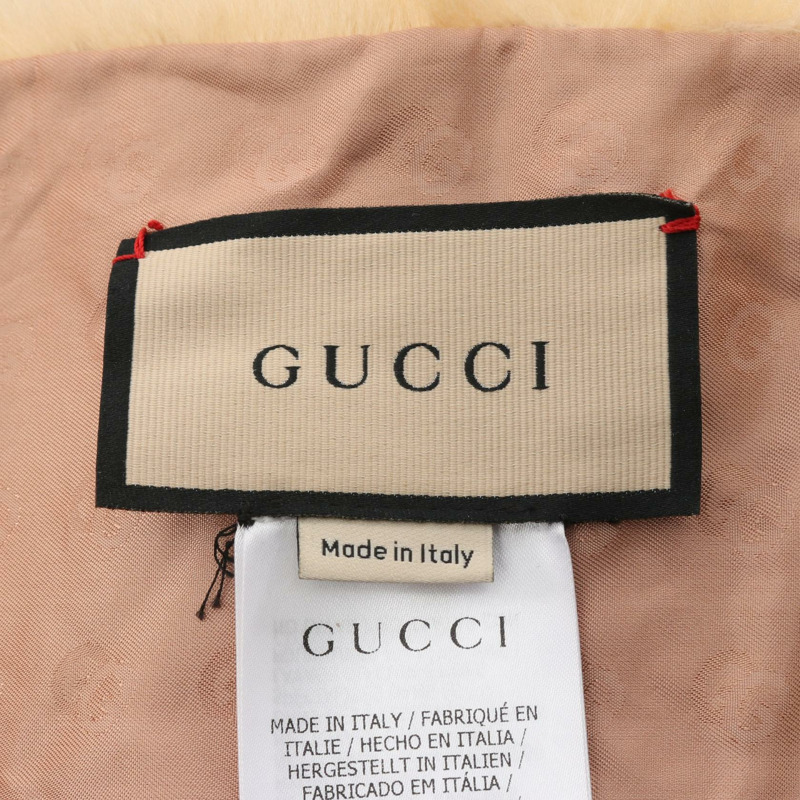 GUCCI
Made in Italy
GUCCI
MADE IN ITALY / FABRIQUÉ EN
ITALIE / HECHO EN ITALIA /
HERGESTELLT IN ITALIEN /
FABRICADO EM ITÁLIA /